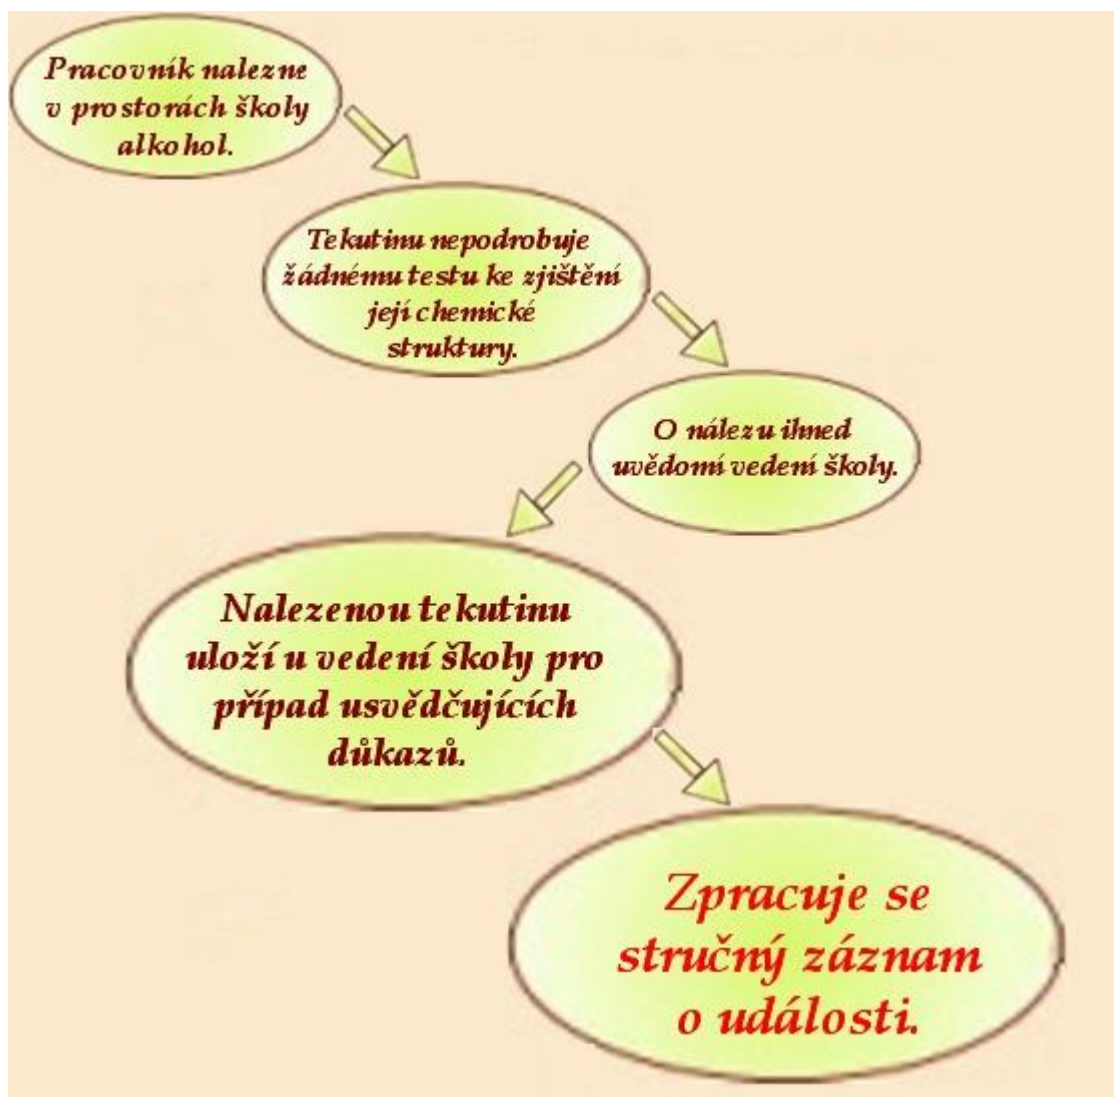 Pracovník nalezne
v prostorách školy
alkohol.
Tekutinu nepodrobuje
žádnému testu ke zjištění
její chemické
struktury.
O nálezu ihned
uvědomí vedení školy.
Nalezenou tekutinu
uloží u vedení školy pro
případ usvědčujících
důkazů.
Zpracuje se
stručný záznam
o události.